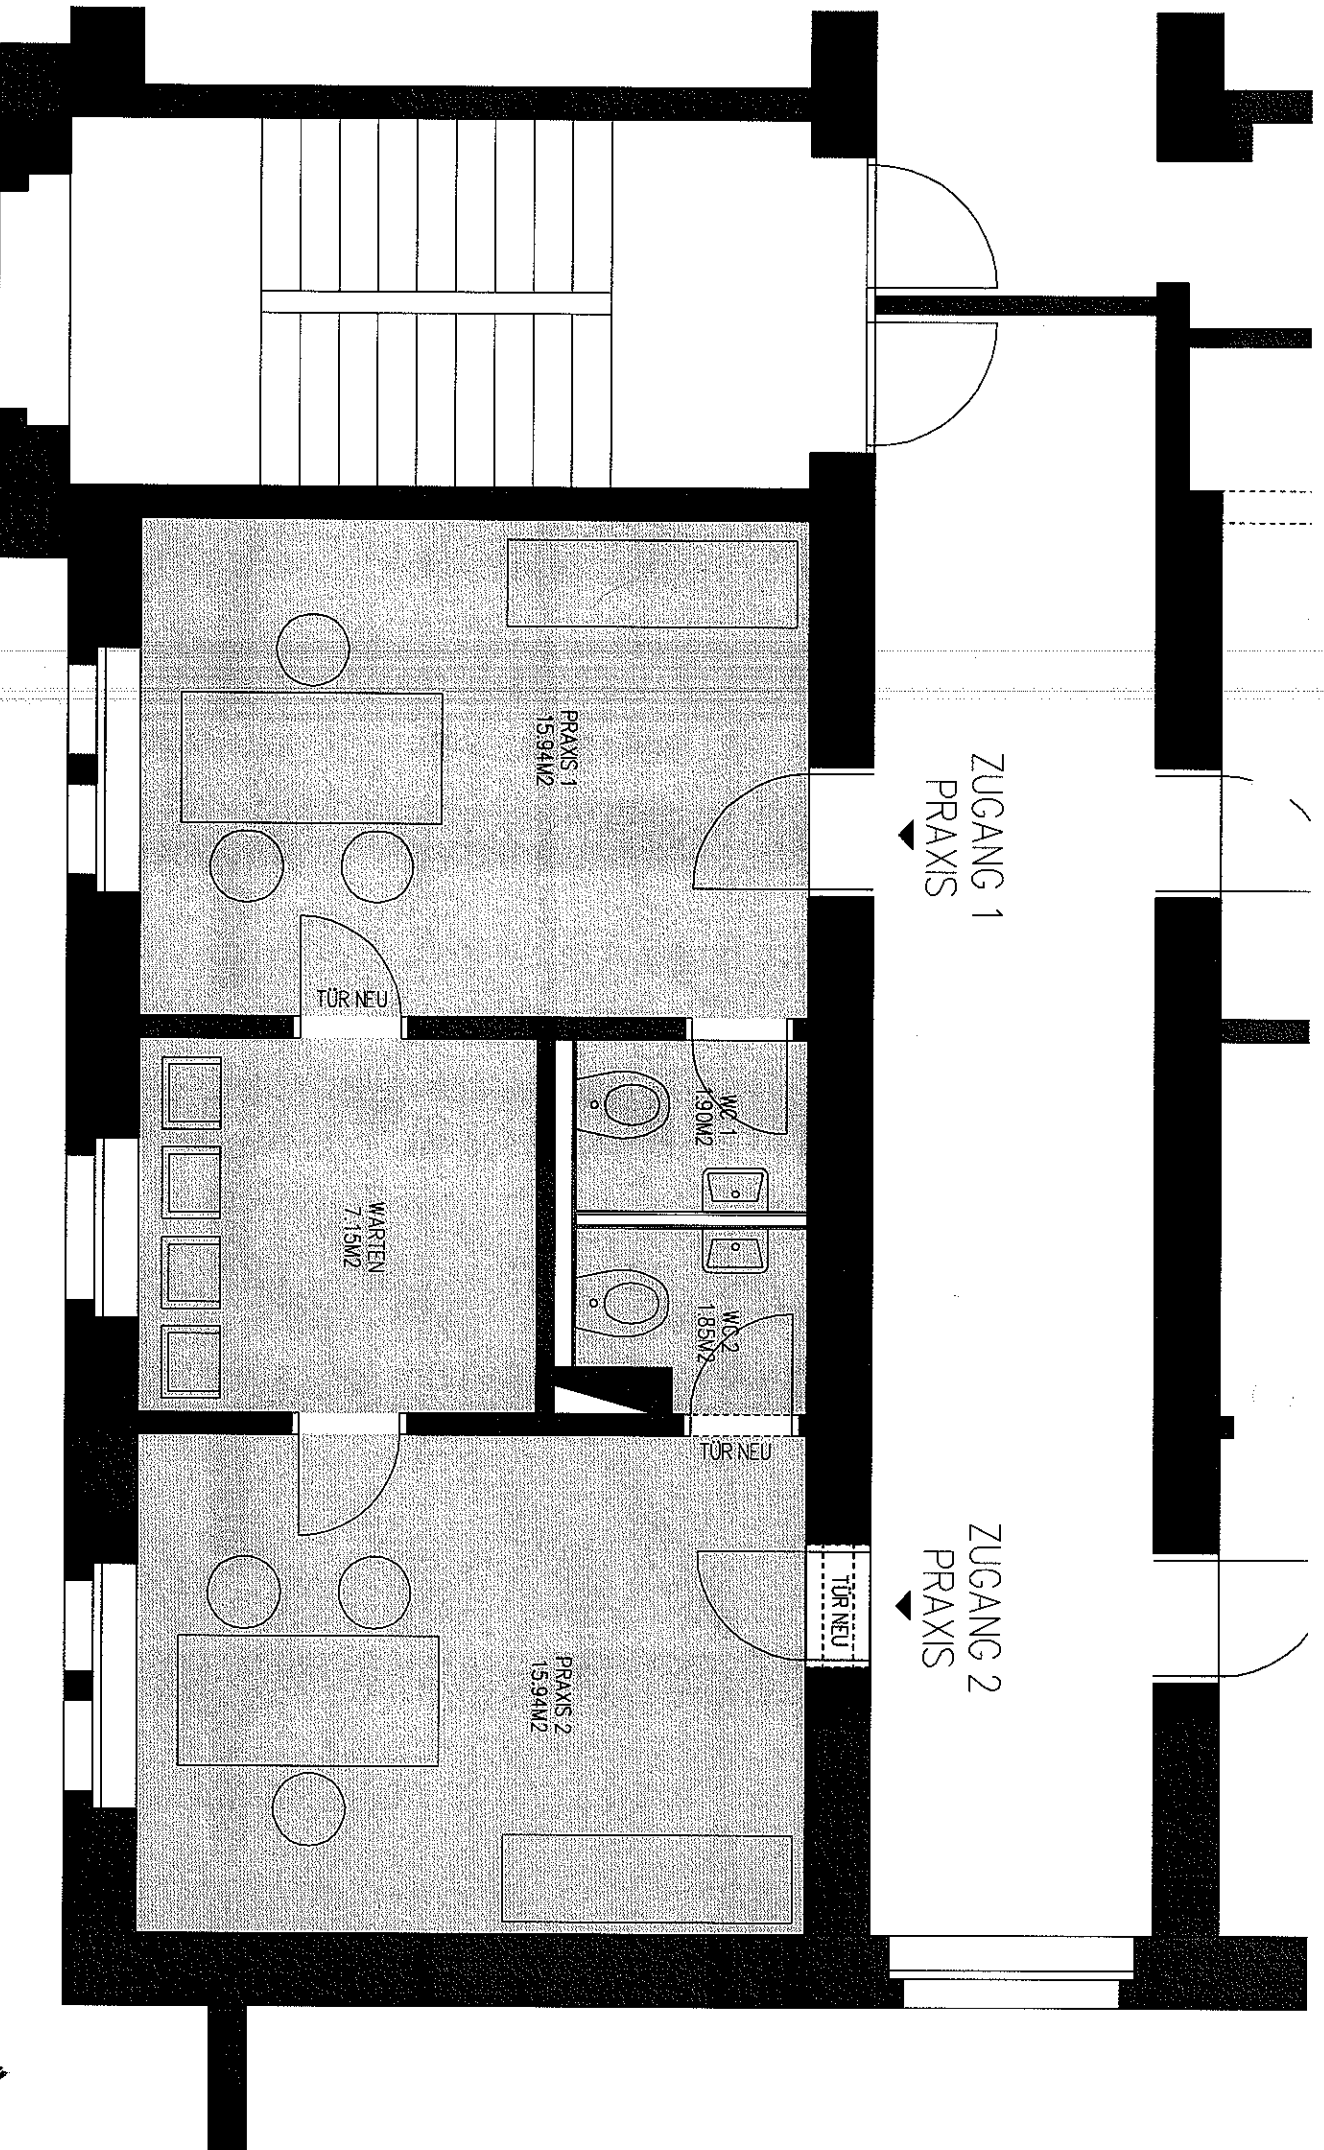 ZUGANG 1
PRAXIS
PRAXIS 1
15.94M2
TÜR NEU
WC 1
1.90M2
WARTEN
7.15M2
WC 2
1.85M2
TÜR NEU
ZUGANG 2
PRAXIS
TÜR NEU
PRAXIS 2
15.94M2